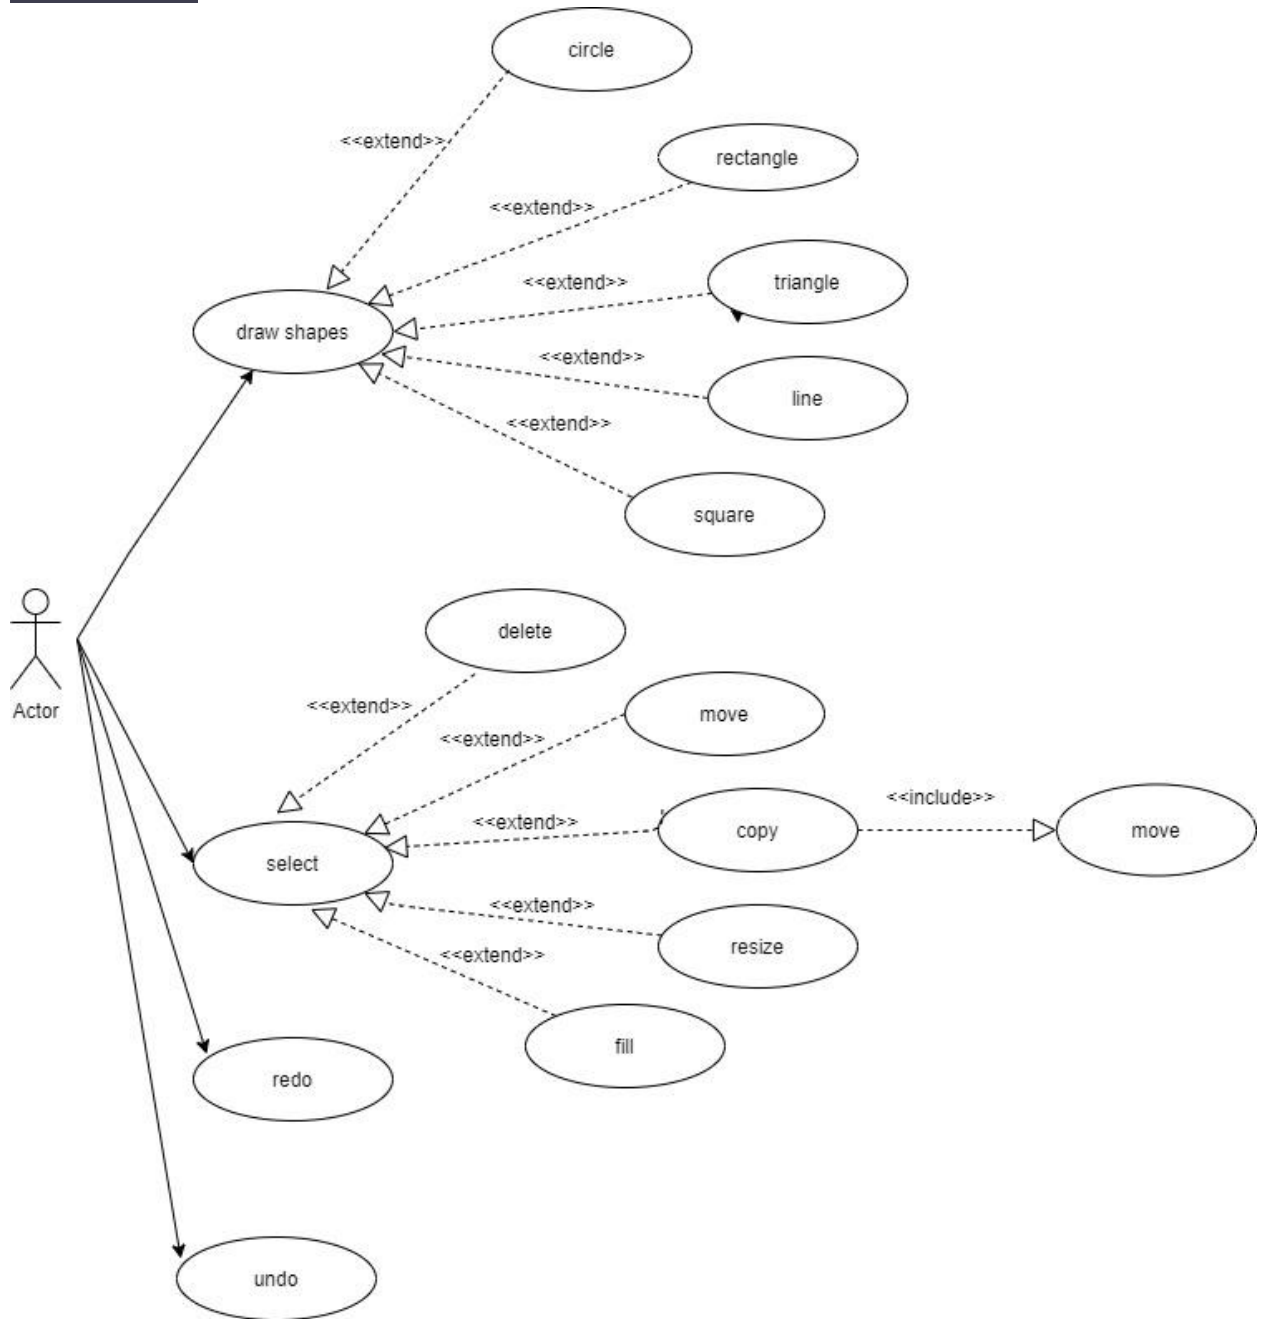 circle
<<extend>>
rectangle
<<extend>>
triangle
<<extend>>
draw shapes
<<extend>>
line
<<extend>>
square
delete
Actor
<<extend>>
move
<<extend>>
<<include>>
<<extend>>
copy
move
select
<<extend>>
resize
<<extend>>
fill
redo
undo